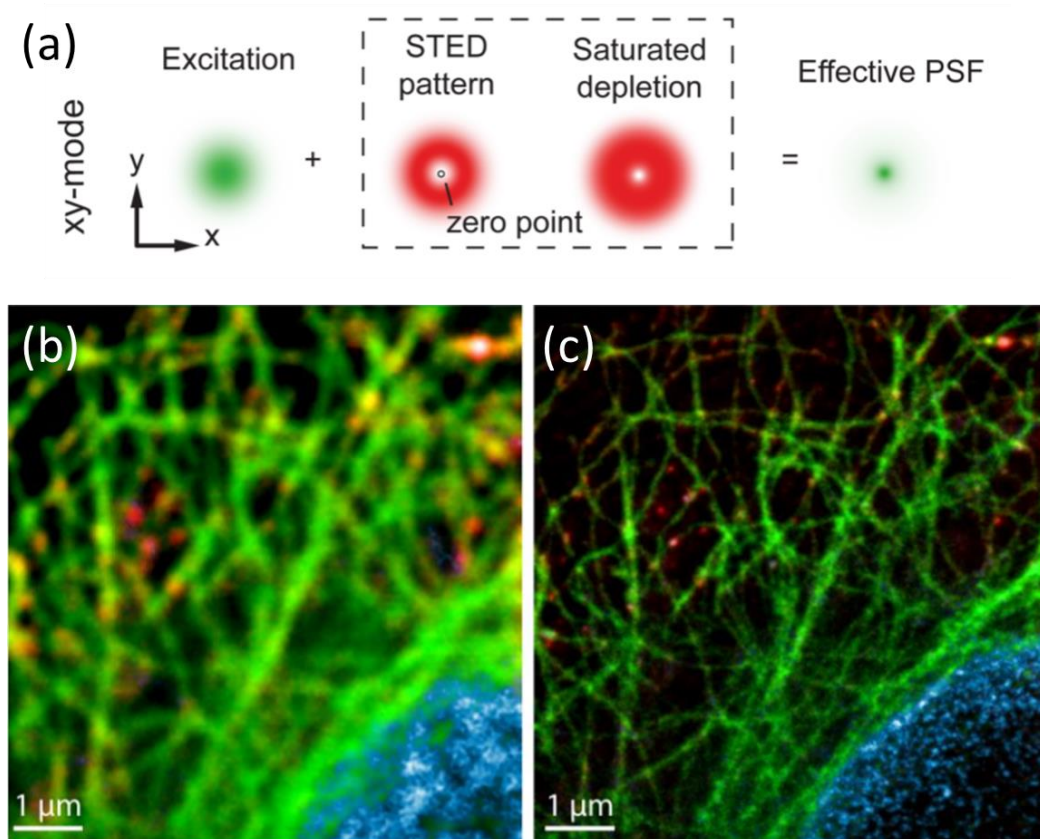 (a)
Excitation
STED
pattern
Saturated
depletion
Effective PSF
xy-mode
y
x
+
zero point
=
(b)
1 μm
(c)
1 μm